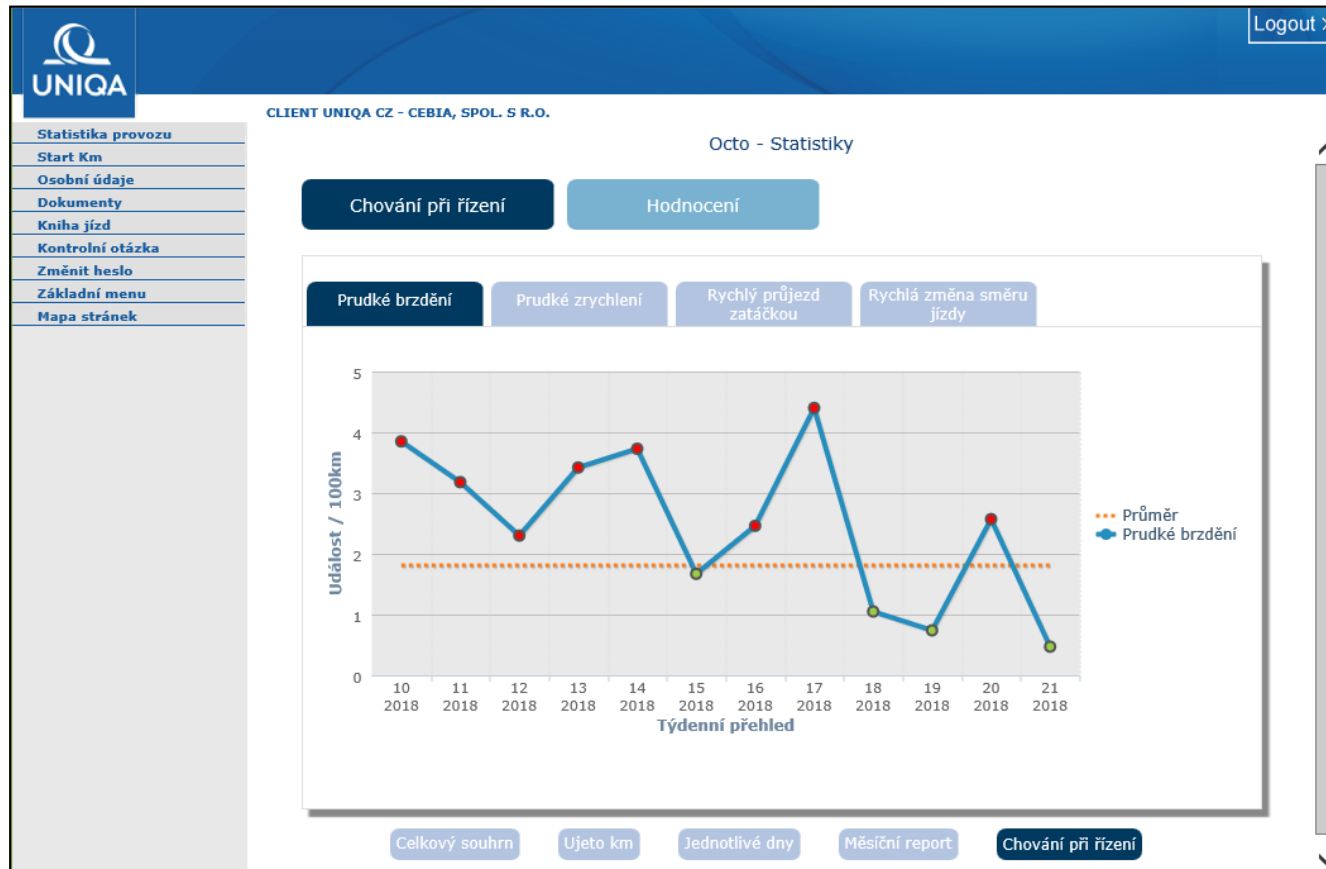 Logout
UNIQA
CLIENT UNIQA CZ - CEBIA, SPOL. S R.O.
Statistika provozu
Start Km
Osobní údaje
Dokumenty
Kniha jízd
Kontrolní otázka
Změnit heslo
Základní menu
Mapa stránek
Octo - Statistiky
Chování při řízení
Hodnocení
Prudké brzdění
Prudké zrychlení
Rychlý průjezd
zatáčkou
Rychlá změna směru
jízdy
5
4
3
2
1
0
Událost / 100km
10 11 12 13 14 15 16 17 18 19 20 21
2018 2018 2018 2018 2018 2018 2018 2018 2018 2018 2018 2018
Týdenní přehled
Průměr
Prudké brzdění
Celkový souhrn
Ujeto km
Jednotlivé dny
Měsíční report
Chování při řízení